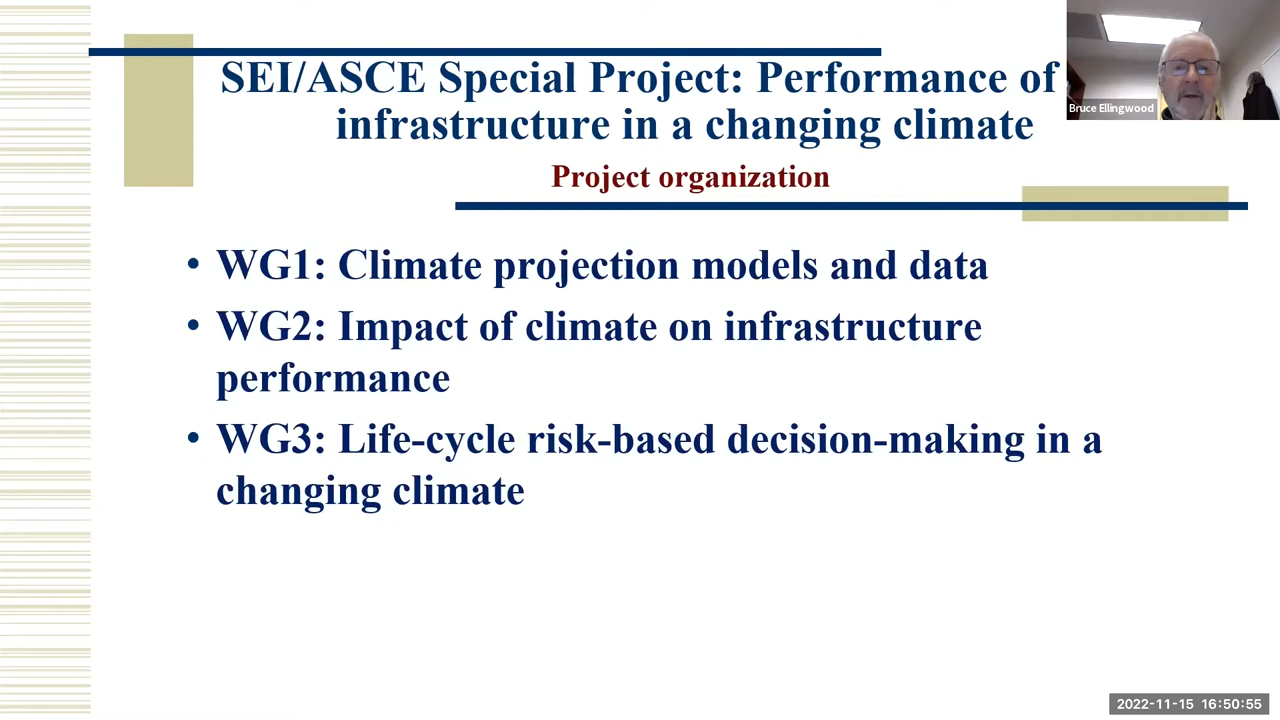 SEI/ASCE Special Project: Performance of
infrastructure in a changing climate
Project organization
Bruce Ellingwood
• WG1: Climate projection models and data
• WG2: Impact of climate on infrastructure
performance
• WG3: Life-cycle risk-based decision-making in a
changing climate
2022-11-15 16:50:55